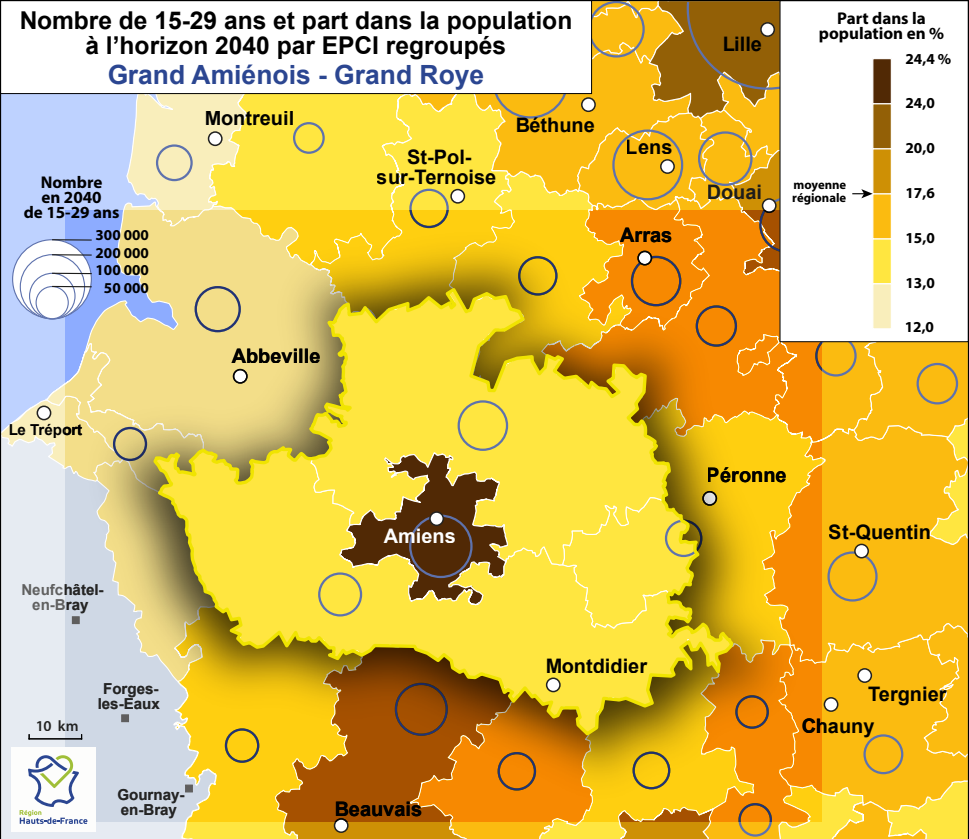 Nombre de 15-29 ans et part dans la population
à l’horizon 2040 par EPCI regroupés
Grand Amiénois - Grand Roye
Part dans la
population en %
24,4 %
24,0
20,0
moyenne
régionale
17,6
15,0
13,0
12,0
Nombre
en 2040
de 15-29 ans
300 000
200 000
100 000
50 000
Lille
Montreuil
Béthune
St-Pol-
sur-Ternoise
Lens
Douai
Arras
Abbeville
Le Tréport
Péronne
Amiens
St-Quentin
Neufchâtel-
en-Bray
Montdidier
Forges-
les-Eaux
Tergnier
Chauny
10 km
Gournay-
en-Bray
Beauvais
Région
Hauts-de-France